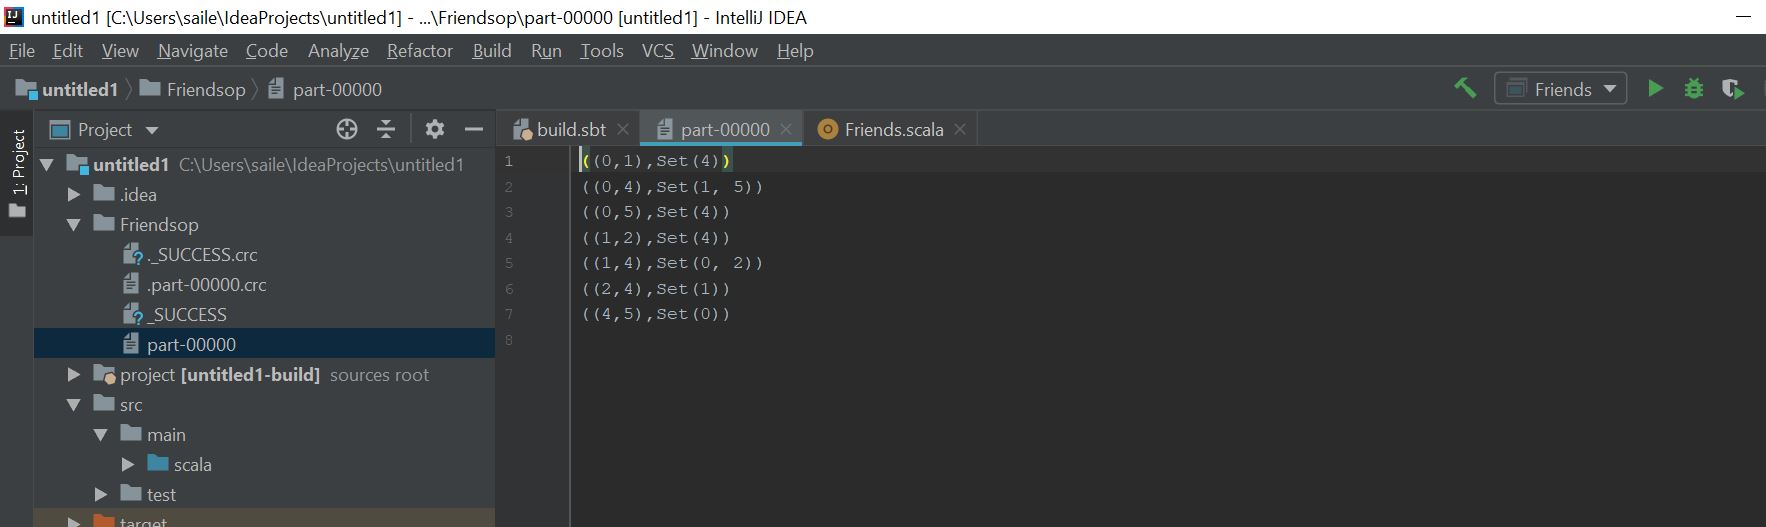 untitled1 [C:\Users\saile\IdeaProjects\untitled1] - ...\Friendsop\part-00000 [untitled1] - IntelliJ IDEA
File Edit View Navigate Code Analyze Refactor Build Run Tools VCS Window Help
untitled1 Friendsop part-00000 Friends
1: Project
Project
build.sbt part-00000 Friends.scala
untitled1 C:\Users\saile\IdeaProjects\untitled1
.idea
Friendsop
._SUCCESS.crc
.part-00000.crc
_SUCCESS
part-00000
project [untitled1-build] sources root
src
main
scala
test
target
1 ((0,1),Set(4))
2 ((0,4),Set(1, 5))
3 ((0,5),Set(4))
4 ((1,2),Set(4))
5 ((1,4),Set(0, 2))
6 ((2,4),Set(1))
7 ((4,5),Set(0))
8